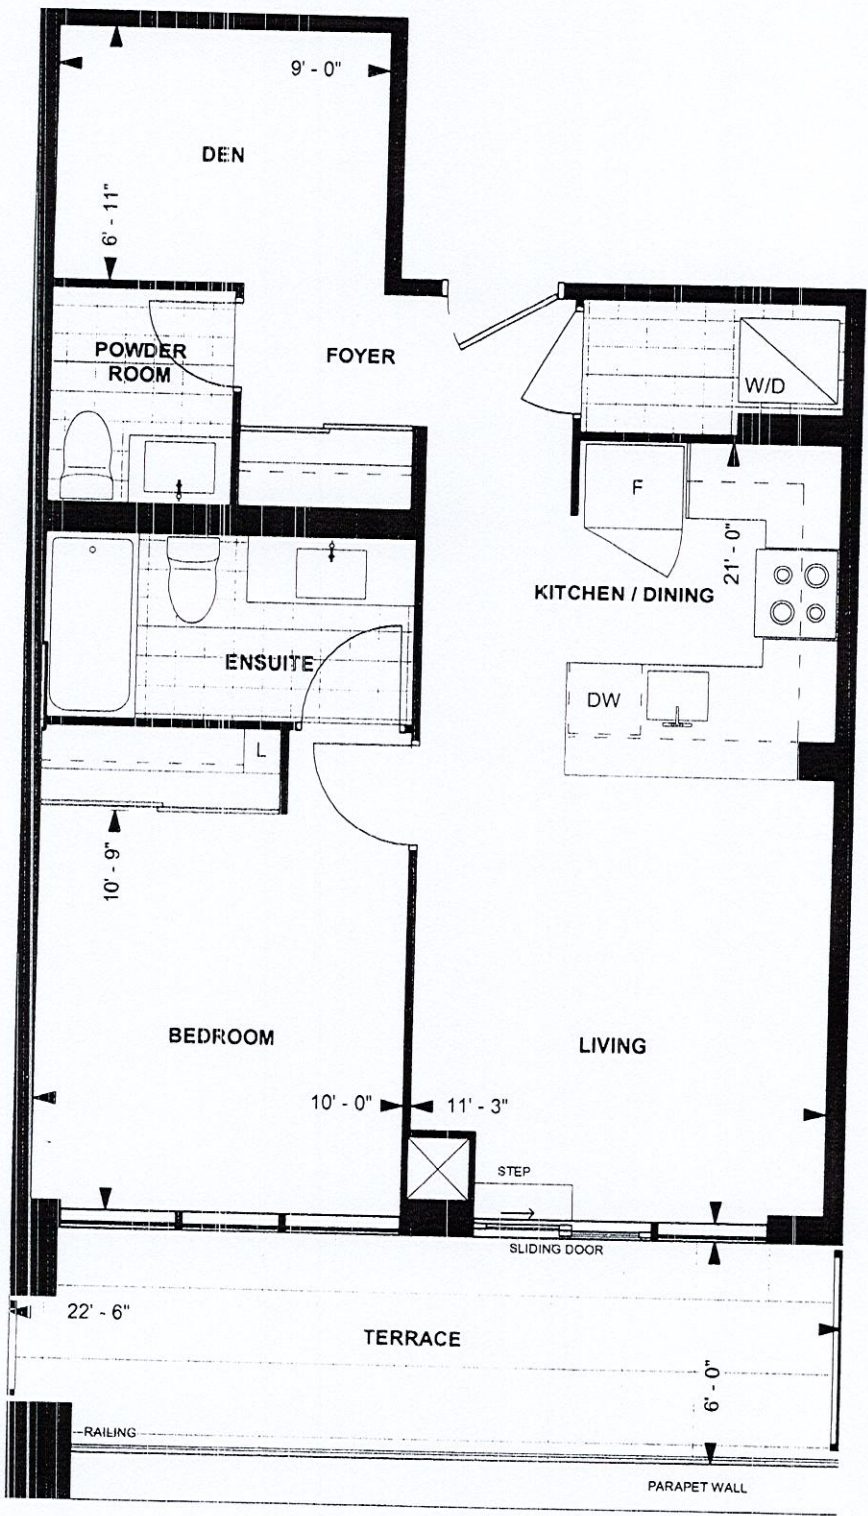 9' - 0"
DEN
6' - 11"
POWDER
ROOM
FOYER
W/D
F
21' - 0"
KITCHEN / DINING
ENSUITE
DW
L
10' - 9"
BEDROOM
LIVING
10' - 0"
11' - 3"
STEP
SLIDING DOOR
22' - 6"
TERRACE
6' - 0"
RAILING
PARAPET WALL